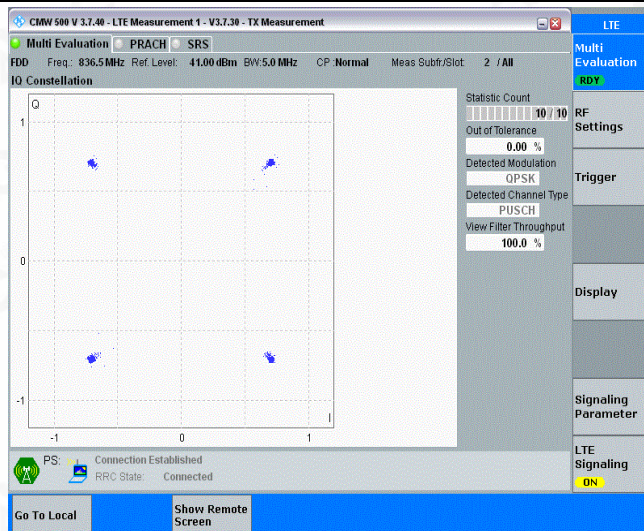 CMW 500 V 3.7.40 - LTE Measurement 1 - V3.7.30 - TX Measurement
LTE
Multi Evaluation PRACH SRS
FDD Freq.: 836.5 MHz Ref. Level: 41.00 dBm BW:5.0 MHz CP :Normal Meas Subfr./Slot: 2 / All
IQ Constellation
Q
1
0
-1
I
-1 0 1
Statistic Count
10 / 10
Out of Tolerance
0.00 %
Detected Modulation
QPSK
Detected Channel Type
PUSCH
View Filter Throughput
100.0 %
PS: Connection Established
RRC State: Connected
Multi
Evaluation
RDY
RF
Settings
Trigger
Display
Signaling
Parameter
LTE
Signaling
ON
Go To Local
Show Remote
Screen